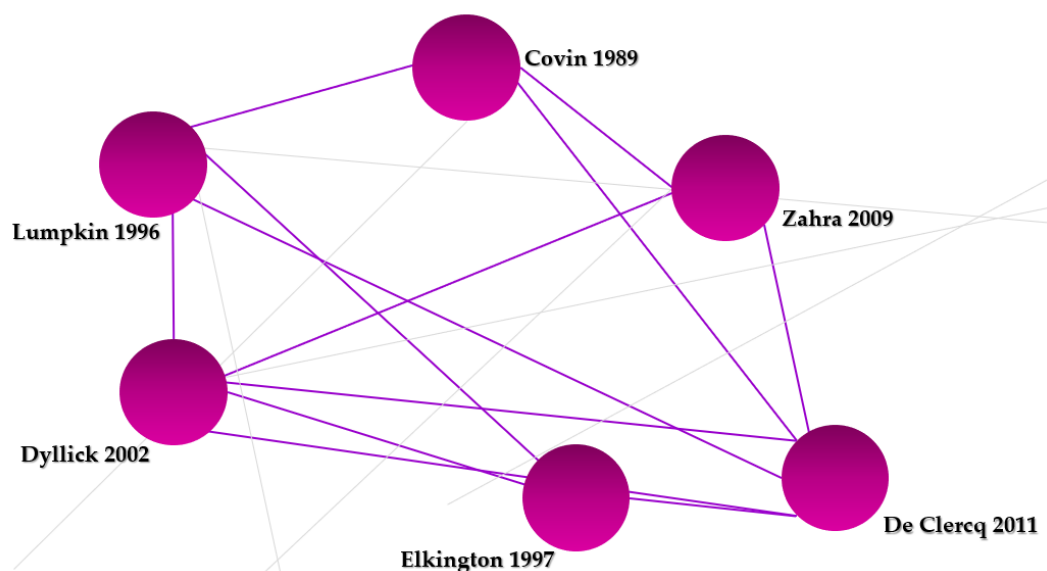 Covin 1989
Zahra 2009
Lumpkin 1996
Dyllick 2002
De Clercq 2011
Elkington 1997